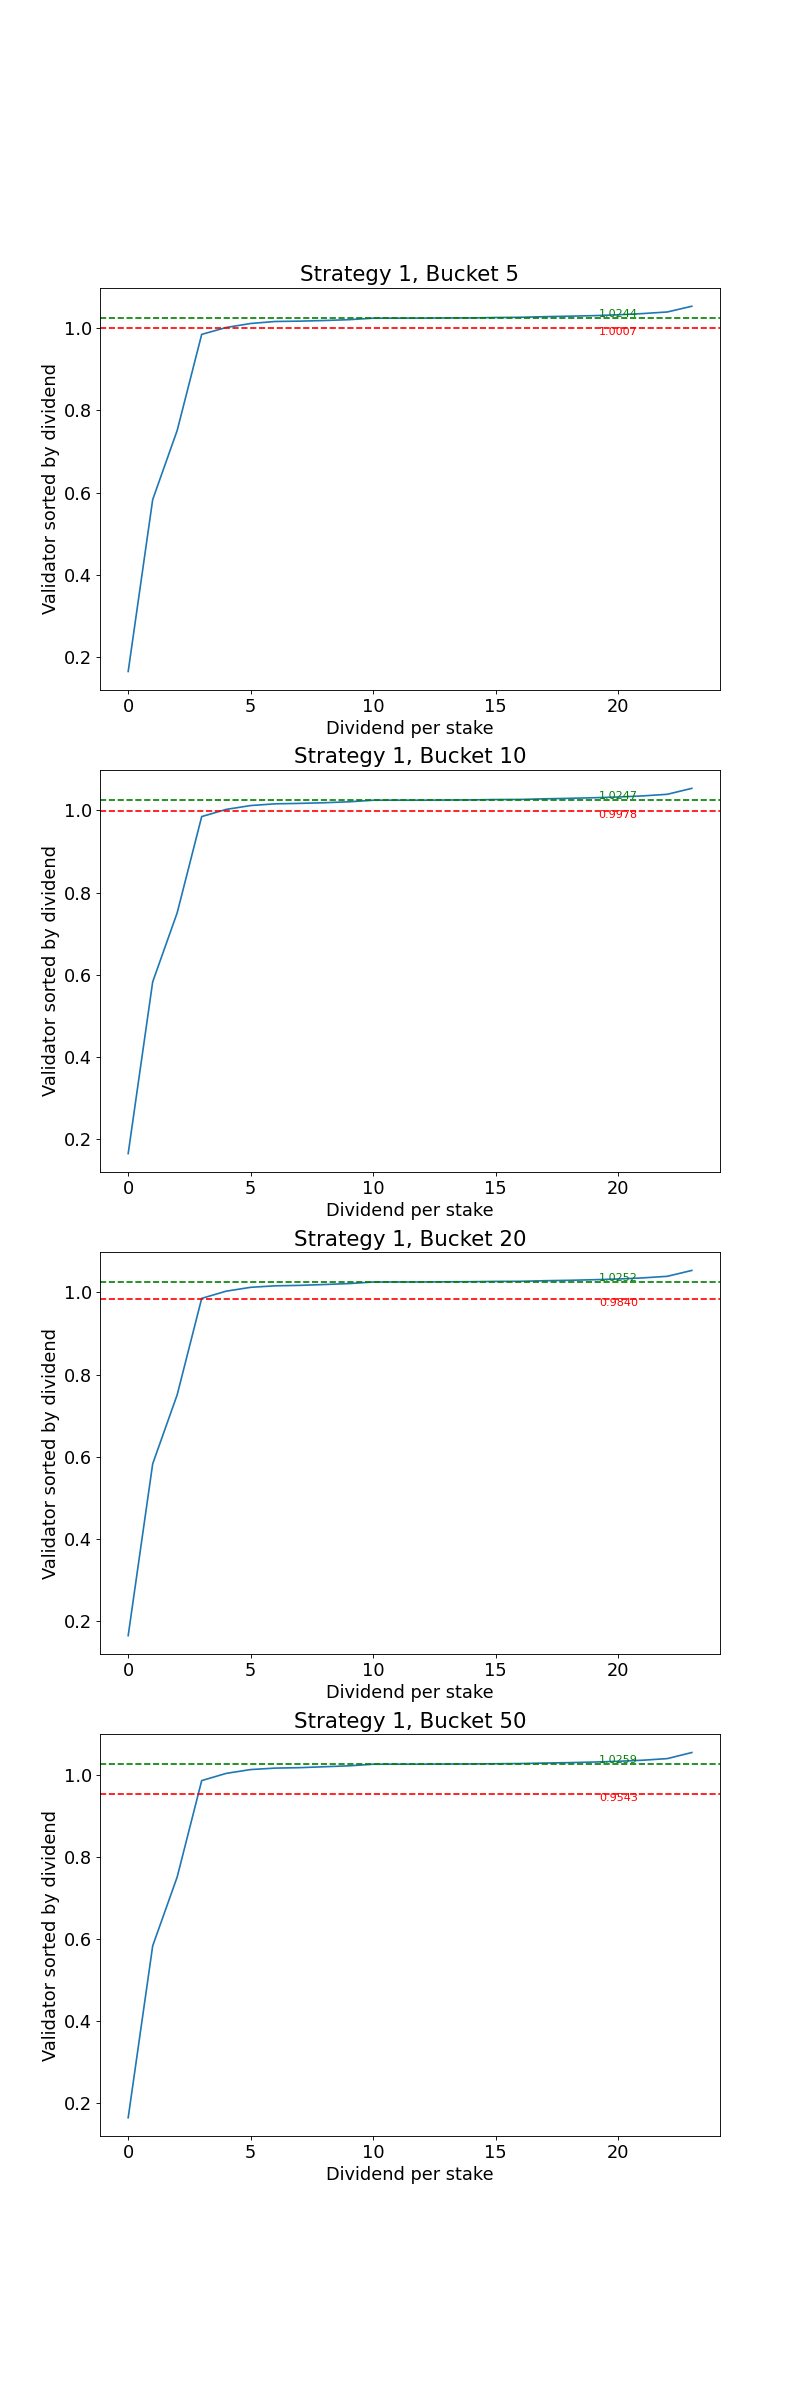 Strategy 1, Bucket 5
Validator sorted by dividend
1.0
0.8
0.6
0.4
0.2
1.0244
1.0007
0 5 10 15 20
Dividend per stake
Strategy 1, Bucket 10
Validator sorted by dividend
1.0
0.8
0.6
0.4
0.2
1.0247
0.9978
0 5 10 15 20
Dividend per stake
Strategy 1, Bucket 20
Validator sorted by dividend
1.0
0.8
0.6
0.4
0.2
1.0252
0.9840
0 5 10 15 20
Dividend per stake
Strategy 1, Bucket 50
Validator sorted by dividend
1.0
0.8
0.6
0.4
0.2
1.0259
0.9543
0 5 10 15 20
Dividend per stake